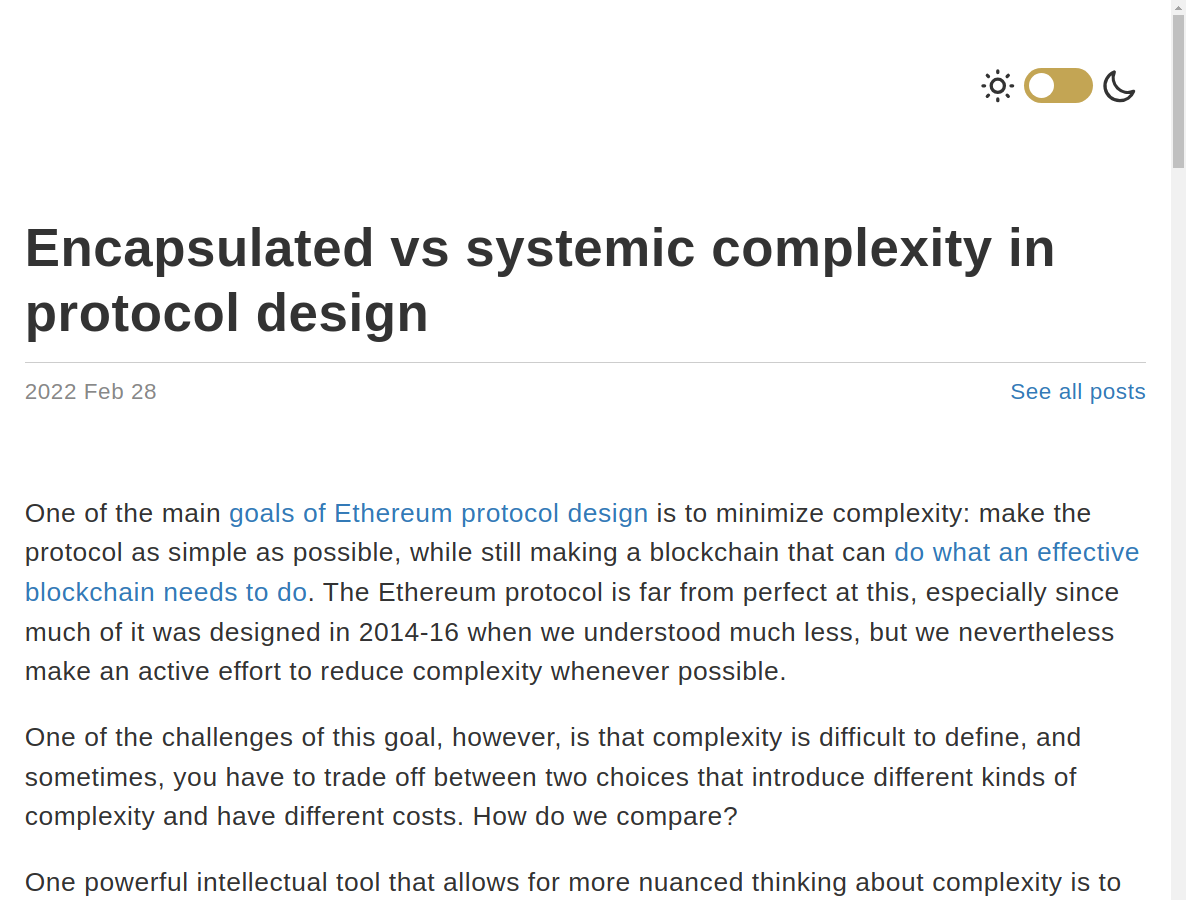 Encapsulated vs systemic complexity in
protocol design
2022 Feb 28
See all posts
One of the main goals of Ethereum protocol design is to minimize complexity: make the
protocol as simple as possible, while still making a blockchain that can do what an effective
blockchain needs to do. The Ethereum protocol is far from perfect at this, especially since
much of it was designed in 2014-16 when we understood much less, but we nevertheless
make an active effort to reduce complexity whenever possible.
One of the challenges of this goal, however, is that complexity is difficult to define, and
sometimes, you have to trade off between two choices that introduce different kinds of
complexity and have different costs. How do we compare?
One powerful intellectual tool that allows for more nuanced thinking about complexity is to